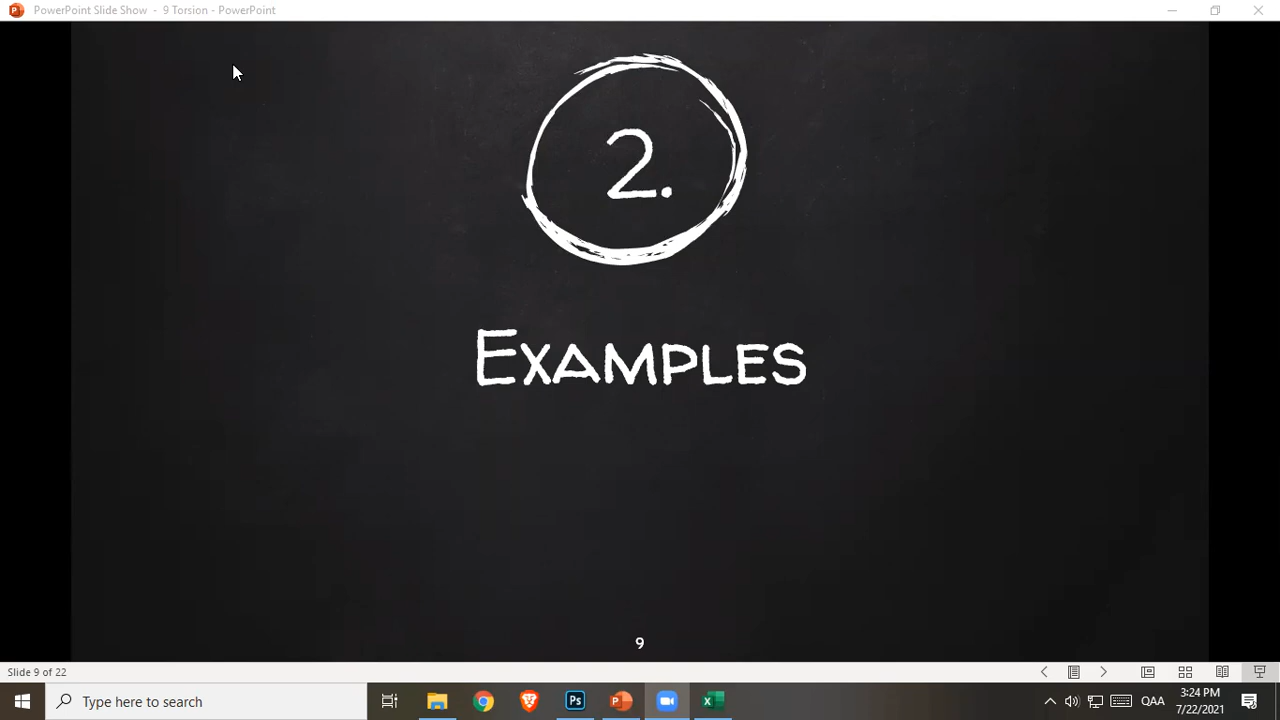 PowerPoint Slide Show - 9 Torsion - PowerPoint
2.
Examples
9
Slide 9 of 22
Type here to search
Ps
QAA
3:24 PM
7/22/2021